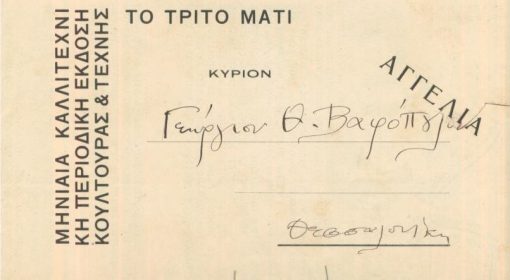 ΜΗΝΙΑΙΑ ΚΑΛΛΙΤΕΧΝΙ
ΚΗ ΠΕΡΙΟΔΙΚΗ ΕΚΔΟΣΗ
ΚΟΥΛΤΟΥΡΑΣ & ΤΕΧΝΗΣ
ΤΟ ΤΡΙΤΟ ΜΑΤΙ
ΚΥΡΙΟΝ
ΑΓΓΕΛΙΑ
Γεώργιον Θ. Βαφόπουλον
Θεσσαλονίκη